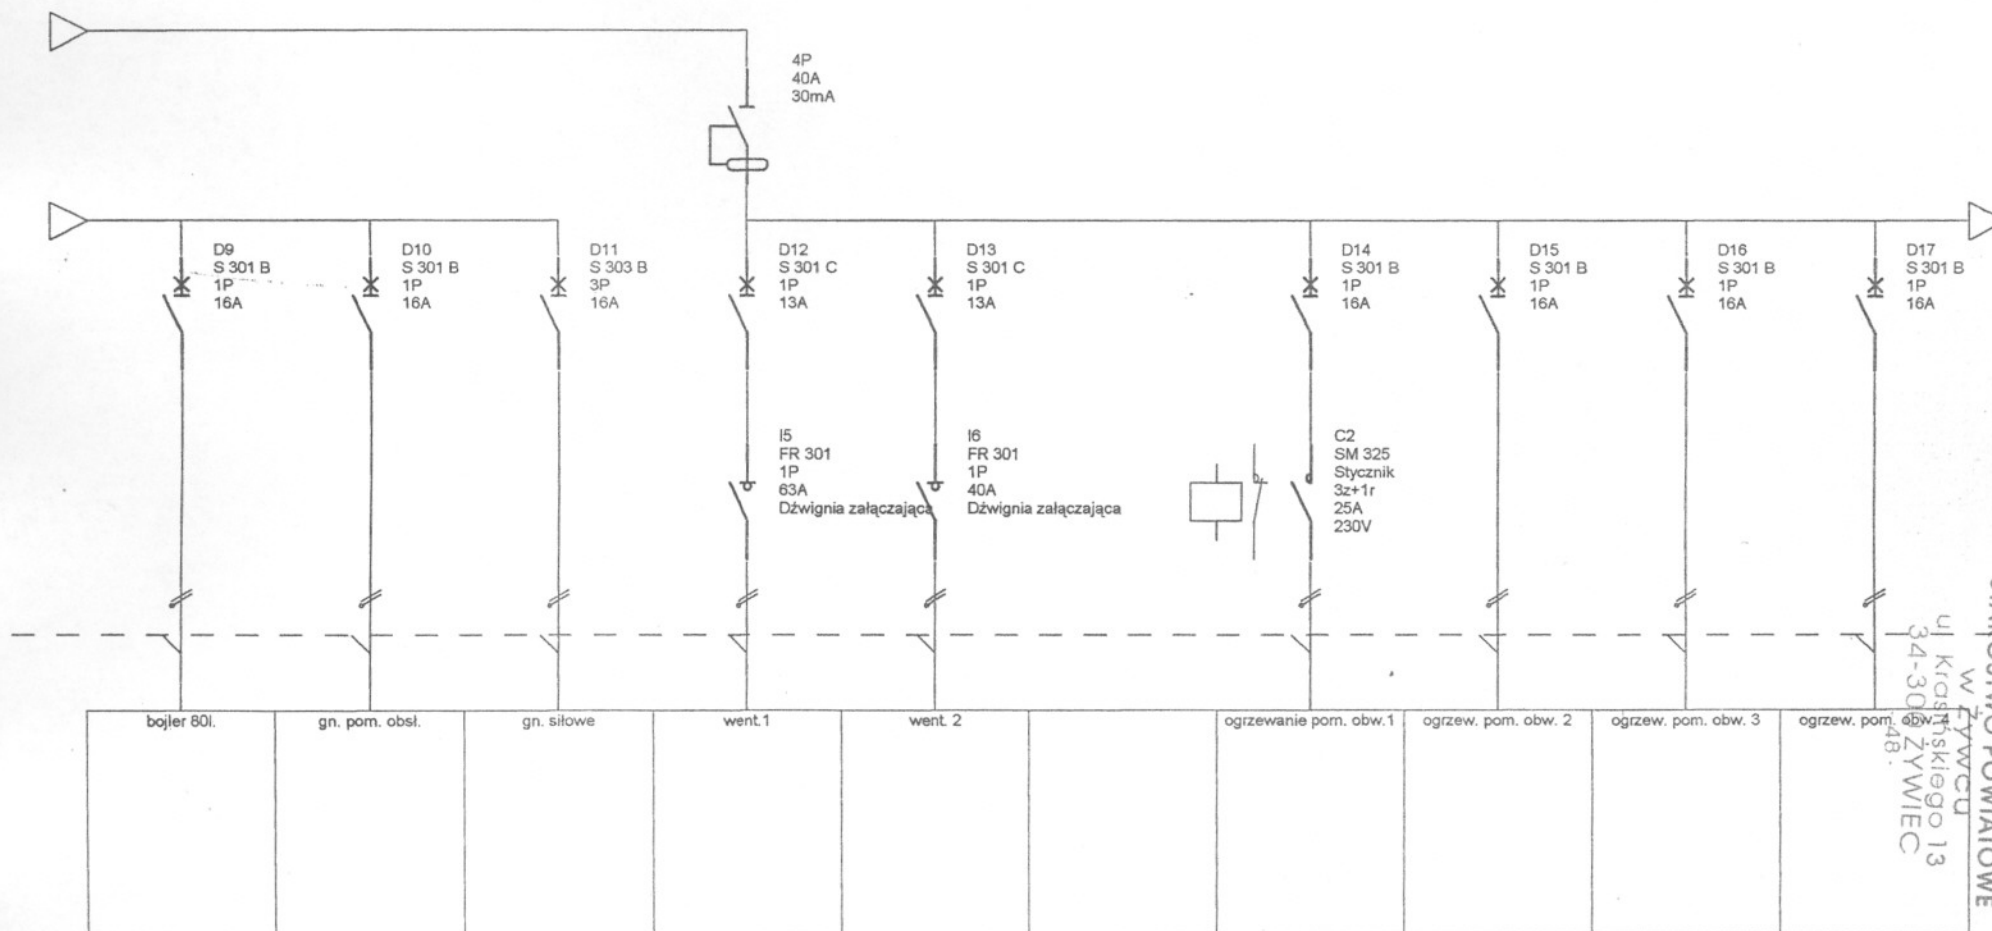 4P
40A
30mA
D9
S 301 B
1P
16A
D10
S 301 B
1P
16A
D11
S 303 B
3P
16A
D12
S 301 C
1P
13A
D13
S 301 C
1P
13A
D14
S 301 B
1P
16A
D15
S 301 B
1P
16A
D16
S 301 B
1P
16A
D17
S 301 B
1P
16A
I5
FR 301
1P
63A
Dźwignia załączająca
I6
FR 301
1P
40A
Dźwignia załączająca
C2
SM 325
Stycznik
3z+1r
25A
230V
bojler 80l.
gn. pom. obsł.
gn. siłowe
went.1
went. 2
ogrzewanie pom. obw.1
ogrzew. pom. obw. 2
ogrzew. pom. obw. 3
ogrzew. pom. obw. 4
POWIATOWE
w Żywcu
Krasińskiego 13
34-300 ŻYWIEC
48.